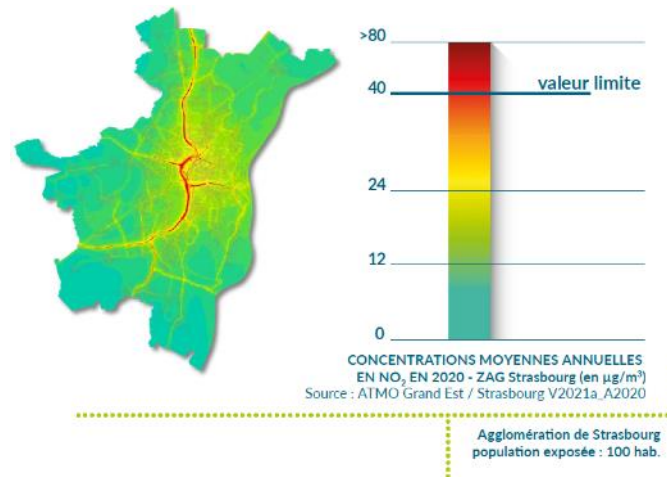 >80
valeur limite
40
24
12
0
CONCENTRATIONS MOYENNES ANNUELLES
EN NO₂ EN 2020 - ZAG Strasbourg (en µg/m³)
Source : ATMO Grand Est / Strasbourg V2021a_A2020
Agglomération de Strasbourg
population exposée : 100 hab.